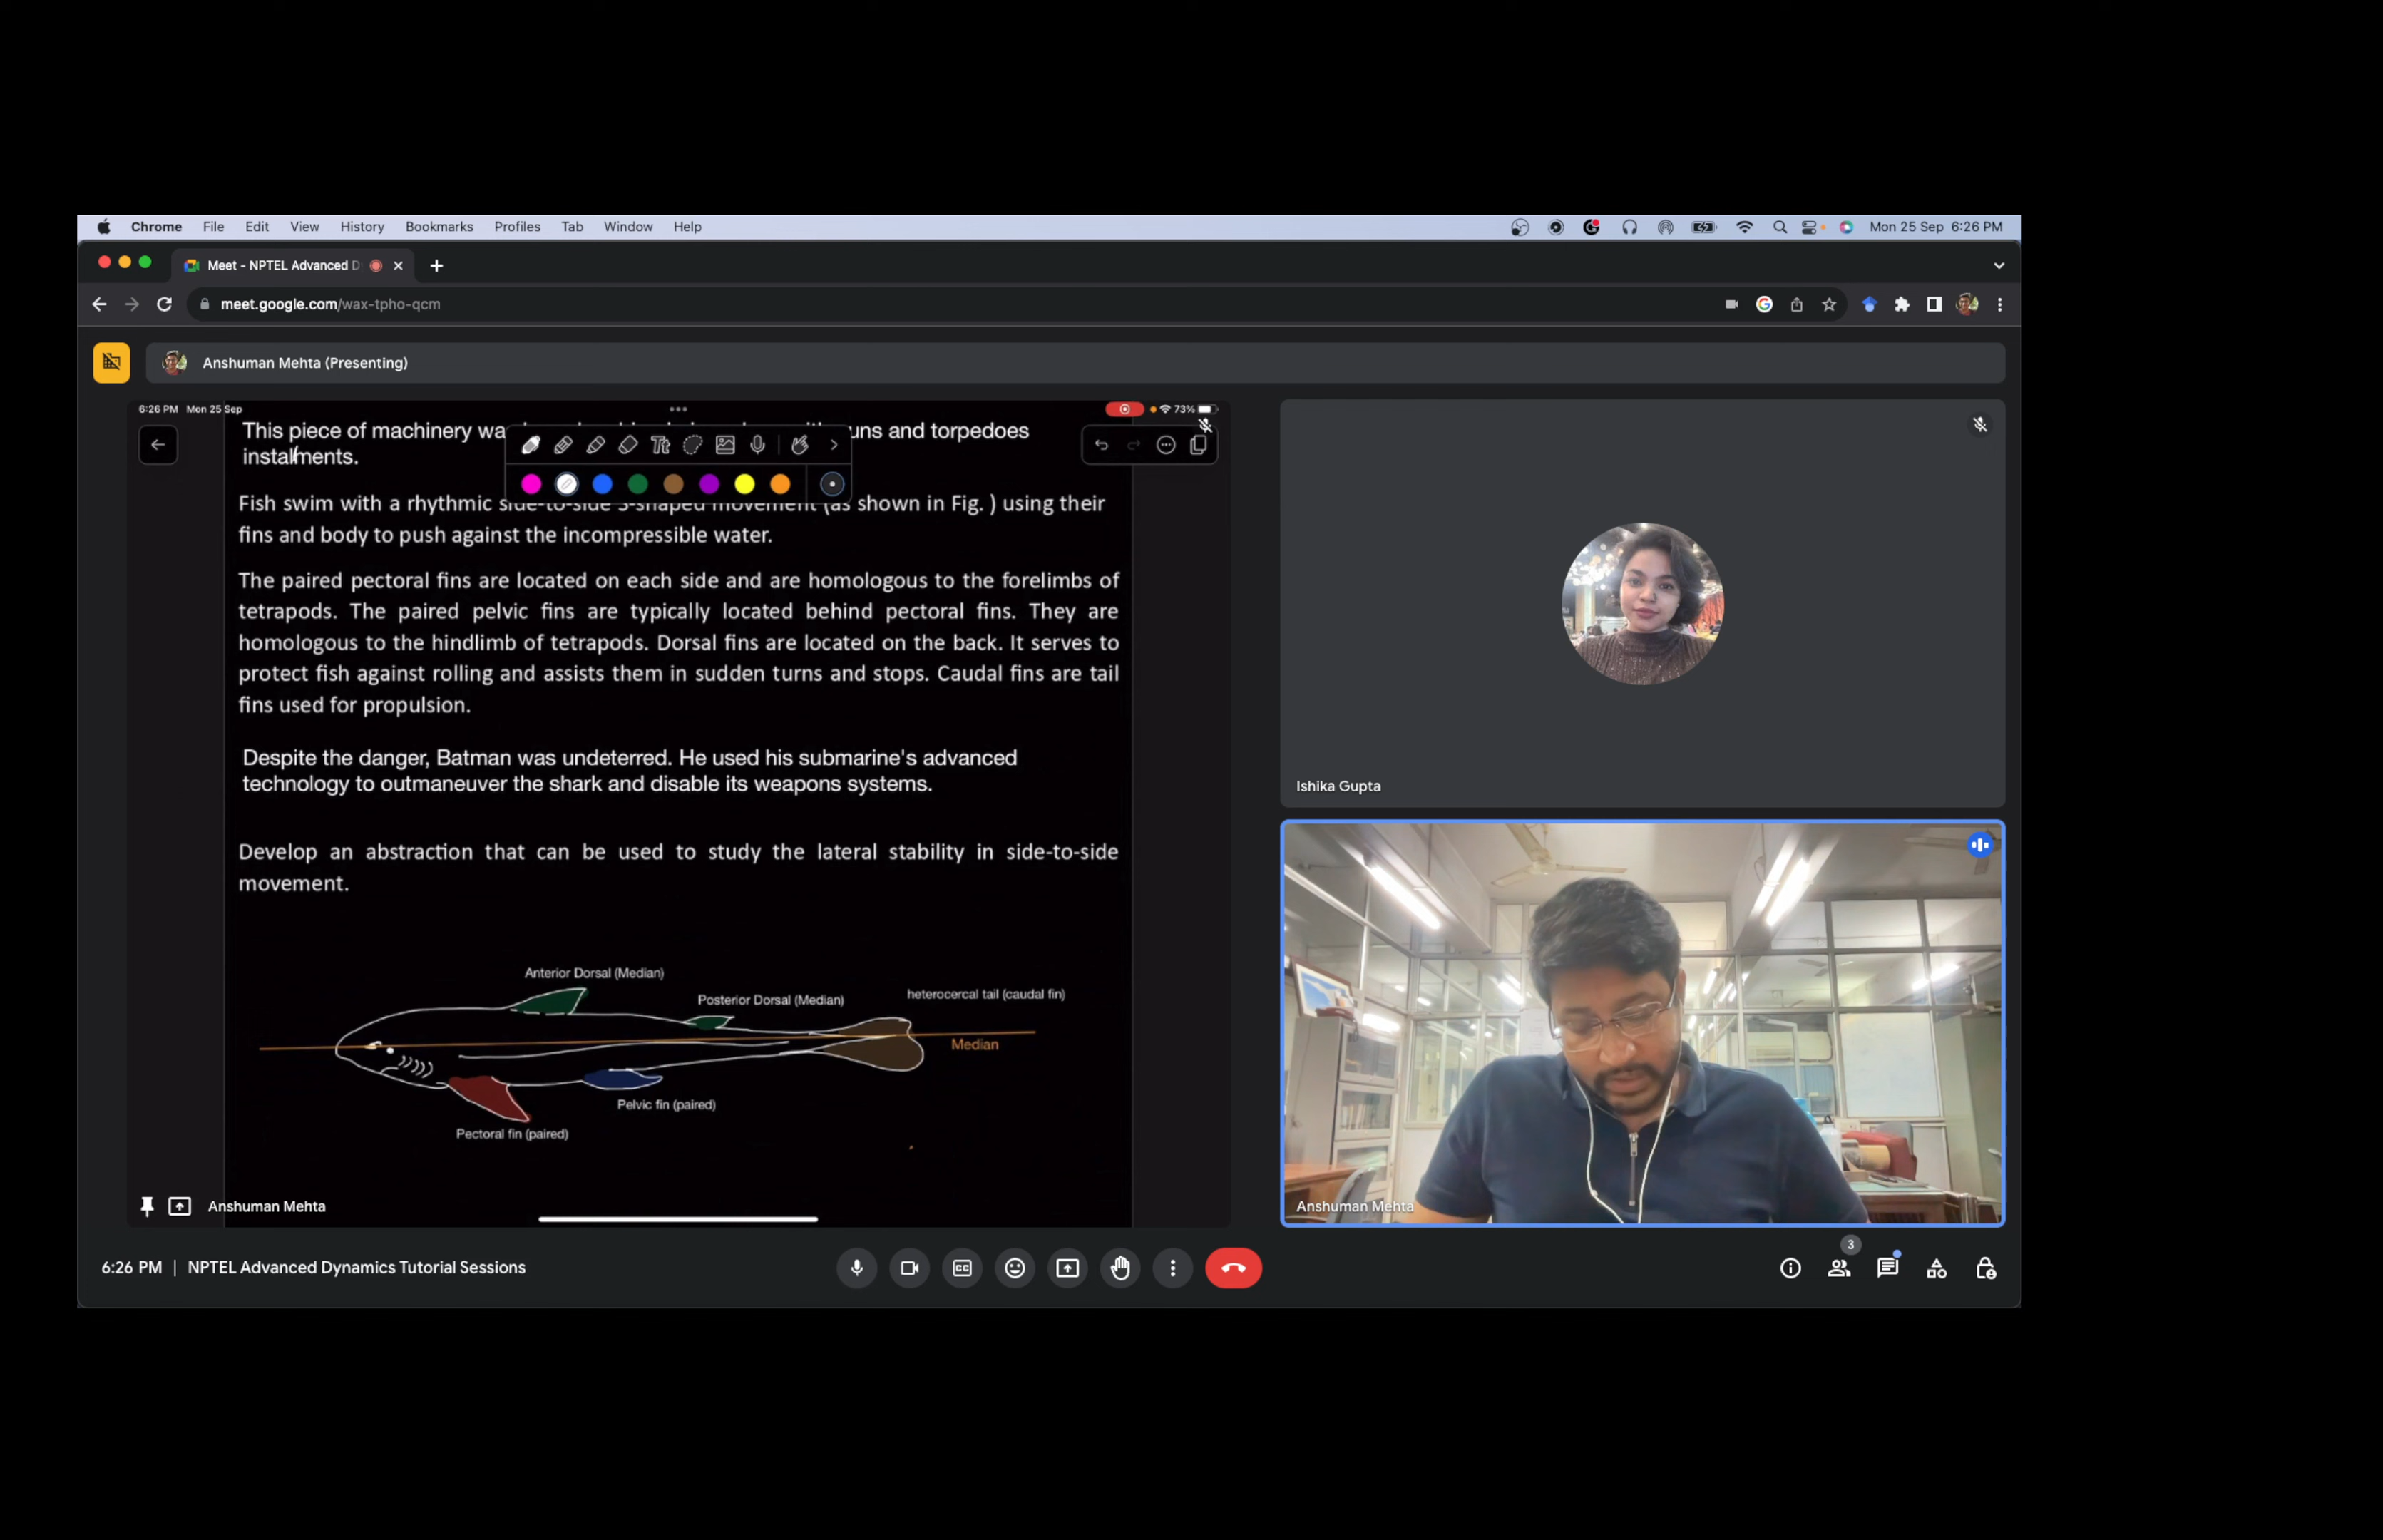 Chrome File Edit View History Bookmarks Profiles Tab Window Help Mon 25 Sep 6:26 PM
Meet - NPTEL Advanced D
meet.google.com/wax-tpho-qcm
Anshuman Mehta (Presenting)
6:26 PM Mon 25 Sep 73%
This piece of machinery uns and torpedoes
installments.
Fish swim with a rhythmic side-to-side S-shaped movement (as shown in Fig. ) using their
fins and body to push against the incompressible water.
The paired pectoral fins are located on each side and are homologous to the forelimbs of
tetrapods. The paired pelvic fins are typically located behind pectoral fins. They are
homologous to the hindlimb of tetrapods. Dorsal fins are located on the back. It serves to
protect fish against rolling and assists them in sudden turns and stops. Caudal fins are tail
fins used for propulsion.
Despite the danger, Batman was undeterred. He used his submarine's advanced
technology to outmaneuver the shark and disable its weapons systems.
Develop an abstraction that can be used to study the lateral stability in side-to-side
movement.
Anterior Dorsal (Median)
Posterior Dorsal (Median)
heterocercal tail (caudal fin)
Median
Pelvic fin (paired)
Pectoral fin (paired)
Anshuman Mehta
Ishika Gupta
Anshuman Mehta
6:26 PM | NPTEL Advanced Dynamics Tutorial Sessions
CC
3